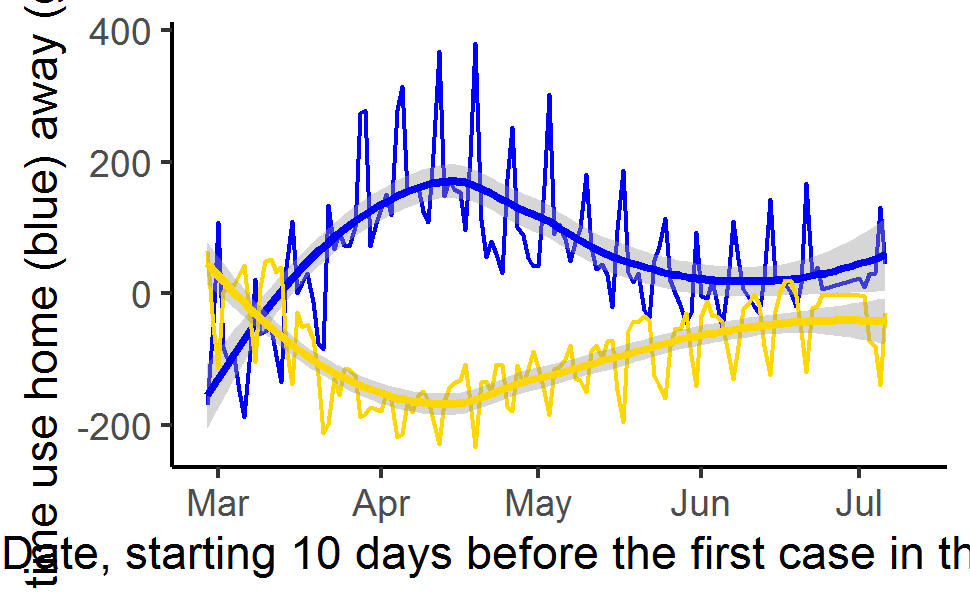 time use home (blue) away (
400
200
0
-200
Mar Apr May Jun Jul
Date, starting 10 days before the first case in th